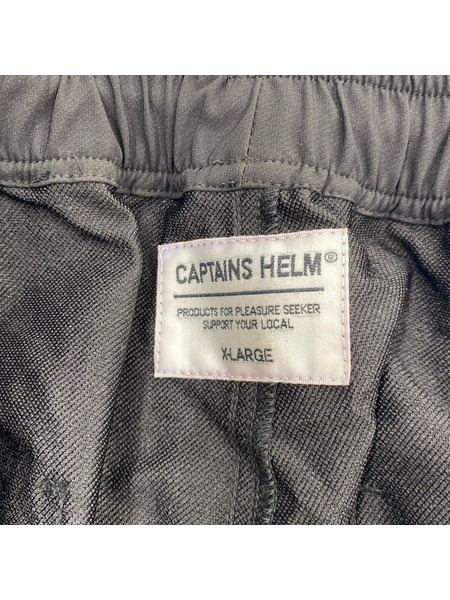 CAPTAINS HELM®
PRODUCTS FOR PLEASURE SEEKER
SUPPORT YOUR LOCAL
X-LARGE